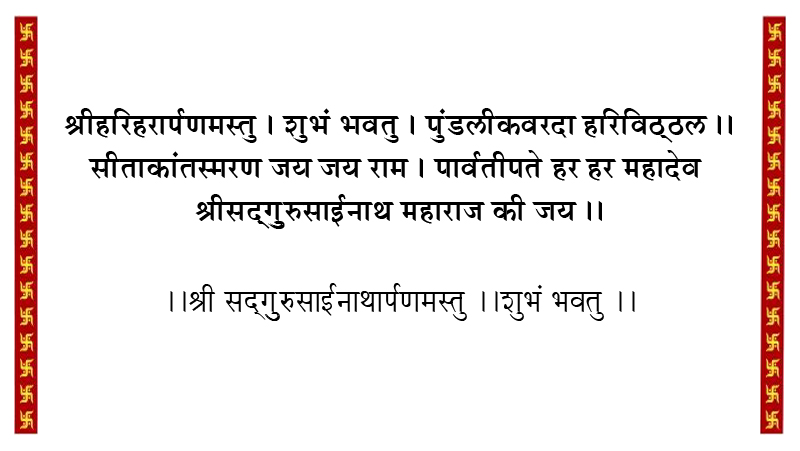 श्रीहरिहरार्पणमस्तु । शुभं भवतु । पुंडलीकवरदा हरिविठ्ठल ।।
सीताकांतस्मरण जय जय राम । पार्वतीपते हर हर महादेव
श्रीसद्‌गुरुसाईनाथ महाराज की जय ।।
।।श्री सद्‌गुरुसाईनाथार्पणमस्तु ।।शुभं भवतु ।।